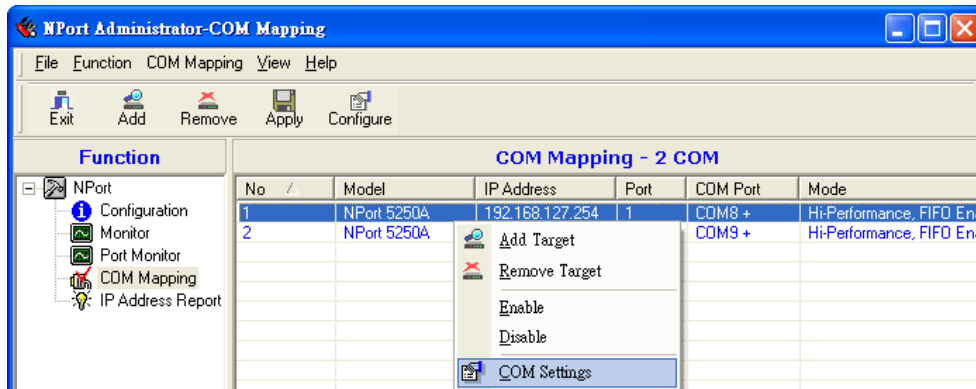 NPort Administrator-COM Mapping
File Function COM Mapping View Help
Exit Add Remove Apply Configure
Function
COM Mapping - 2 COM
NPort
Configuration
Monitor
Port Monitor
COM Mapping
IP Address Report
No Model IP Address Port COM Port Mode
1 NPort 5250A 192.168.127.254 1 COM8 + Hi-Performance, FIFO Ena
2 NPort 5250A COM9 + Hi-Performance, FIFO Ena
Add Target
Remove Target
Enable
Disable
COM Settings